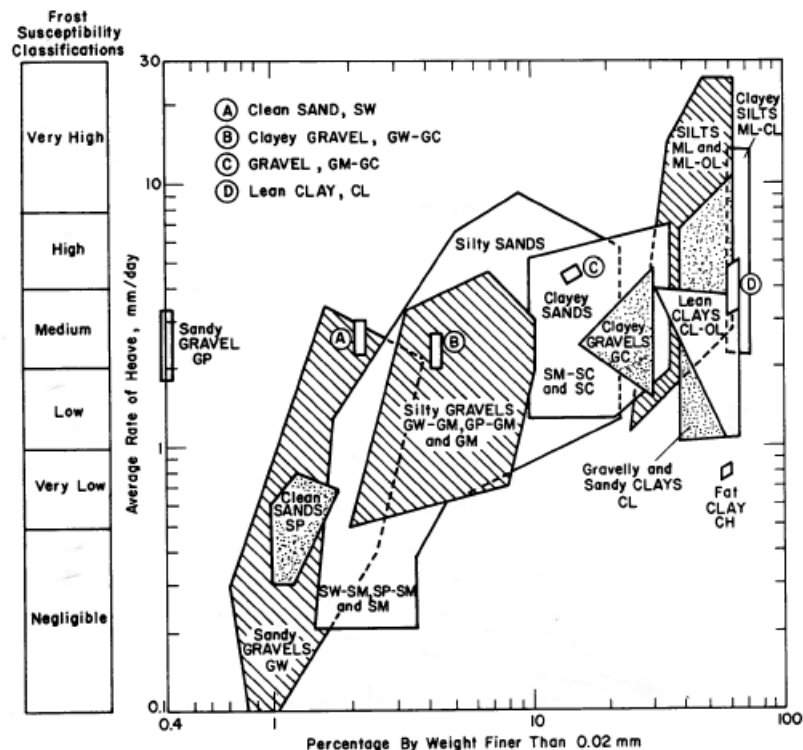 Frost
Susceptibility
Classifications
Very High
High
Medium
Low
Very Low
Negligible
Average Rate of Heave, mm/day
30
10
1
0.1
A Clean SAND, SW
B Clayey GRAVEL, GW-GC
C GRAVEL, GM-GC
D Lean CLAY, CL
Clayey
SILTS
ML-CL
SILTS
ML and
ML-OL
Silty SANDS
C
Clayey
SANDS
D
Sandy
GRAVEL
GP
A
B
Lean
CLAYS
CL-OL
Clayey
GRAVELS
GC
SM-SC
and SC
Silty GRAVELS
GW-GM, GP-GM
and GM
Gravelly and
Sandy CLAYS
CL
Fat
CLAY
CH
Clean
SANDS
SP
SW-SM, SP-SM
and SM
Sandy
GRAVELS
GW
0.4
1
10
100
Percentage By Weight Finer Than 0.02 mm